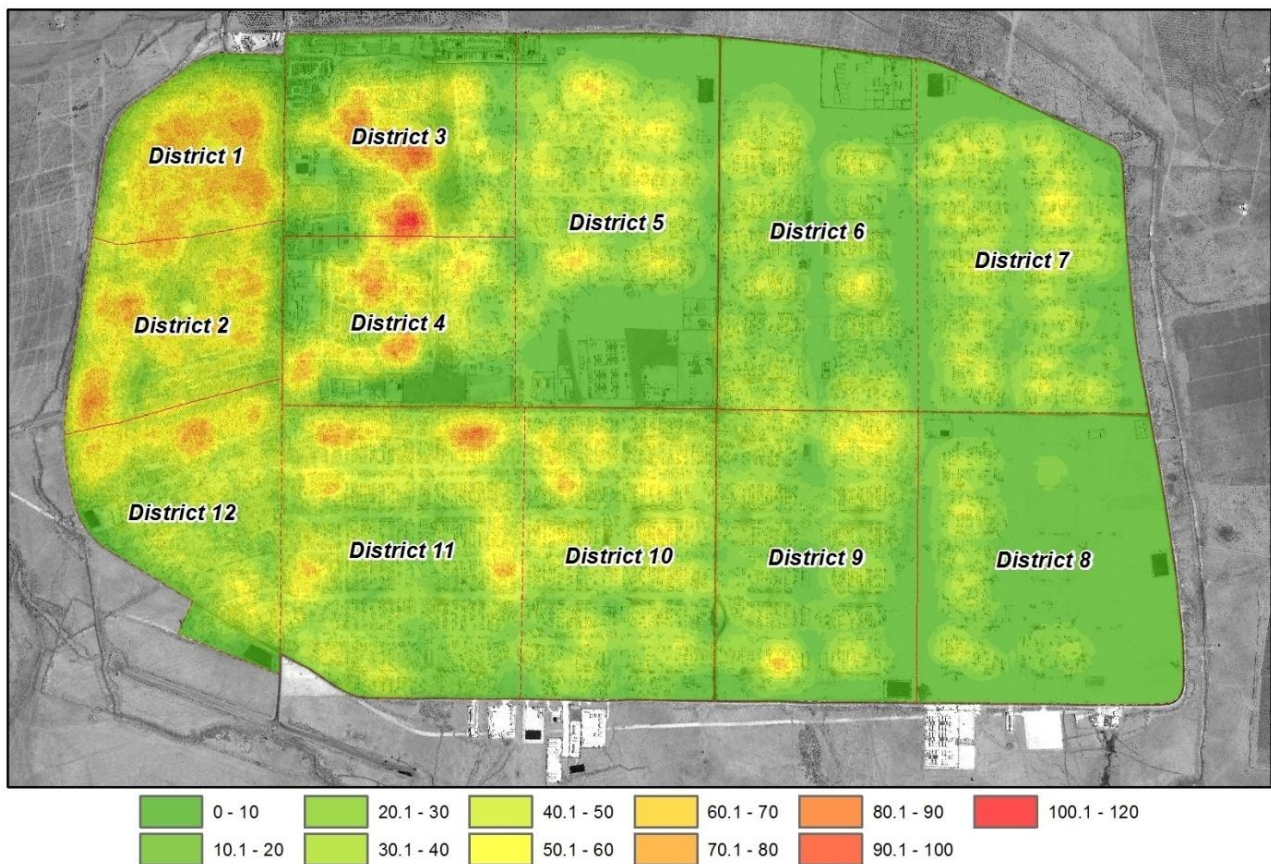 District 1
District 3
District 5
District 6
District 7
District 2
District 4
District 12
District 11
District 10
District 9
District 8
0 - 10
20.1 - 30
40.1 - 50
60.1 - 70
80.1 - 90
100.1 - 120
10.1 - 20
30.1 - 40
50.1 - 60
70.1 - 80
90.1 - 100